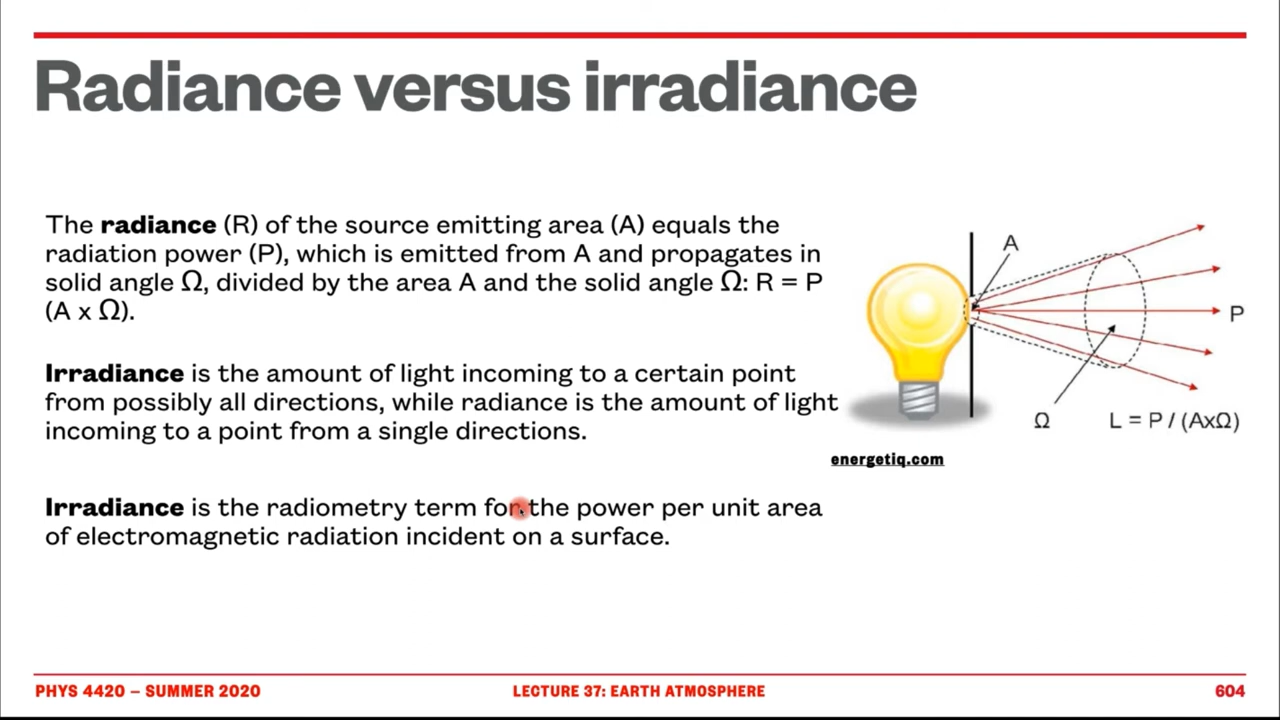 Radiance versus irradiance
The radiance (R) of the source emitting area (A) equals the
radiation power (P), which is emitted from A and propagates in
solid angle Ω, divided by the area A and the solid angle Ω: R = P
(A x Ω).
Irradiance is the amount of light incoming to a certain point
from possibly all directions, while radiance is the amount of light
incoming to a point from a single directions.
Irradiance is the radiometry term for the power per unit area
of electromagnetic radiation incident on a surface.
A
P
Ω
L = P / (AxΩ)
energetiq.com
PHYS 4420 – SUMMER 2020
LECTURE 37: EARTH ATMOSPHERE
604